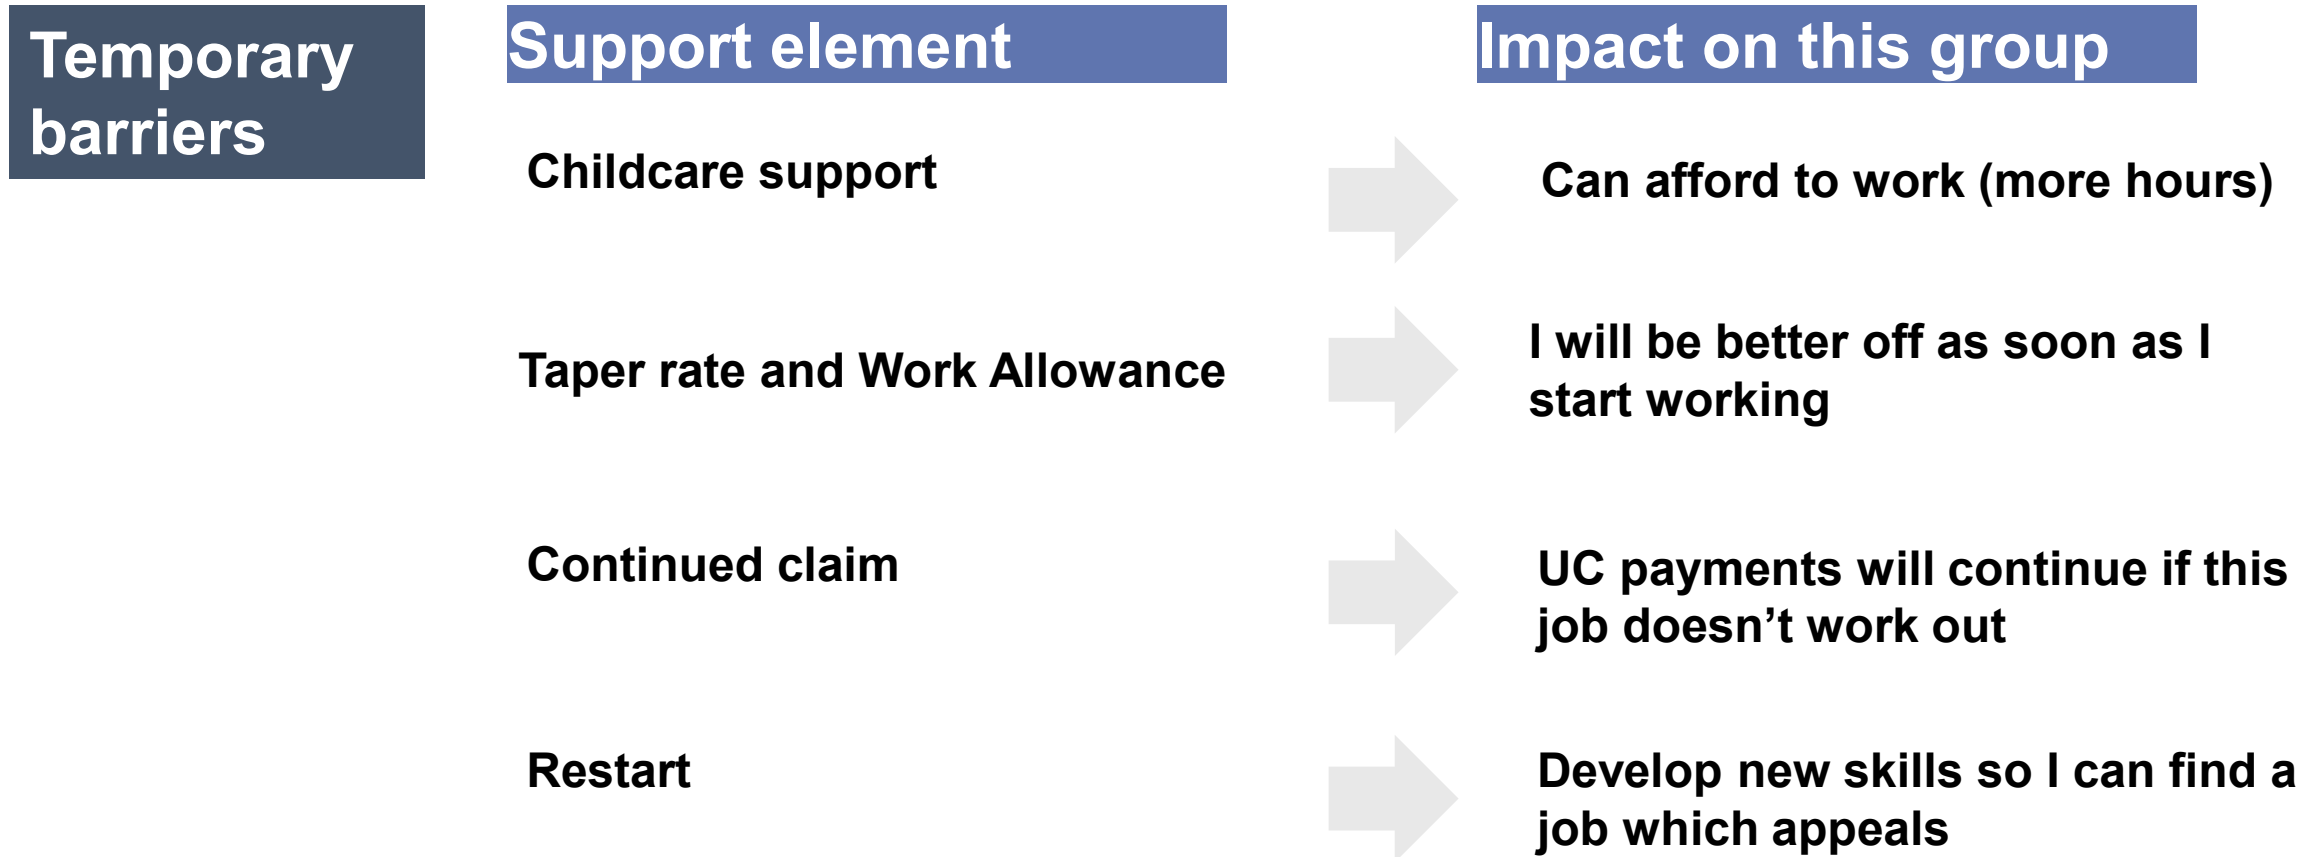 Temporary
barriers
Support element
Impact on this group
Childcare support
Can afford to work (more hours)
Taper rate and Work Allowance
I will be better off as soon as I
start working
Continued claim
UC payments will continue if this
job doesn’t work out
Restart
Develop new skills so I can find a
job which appeals